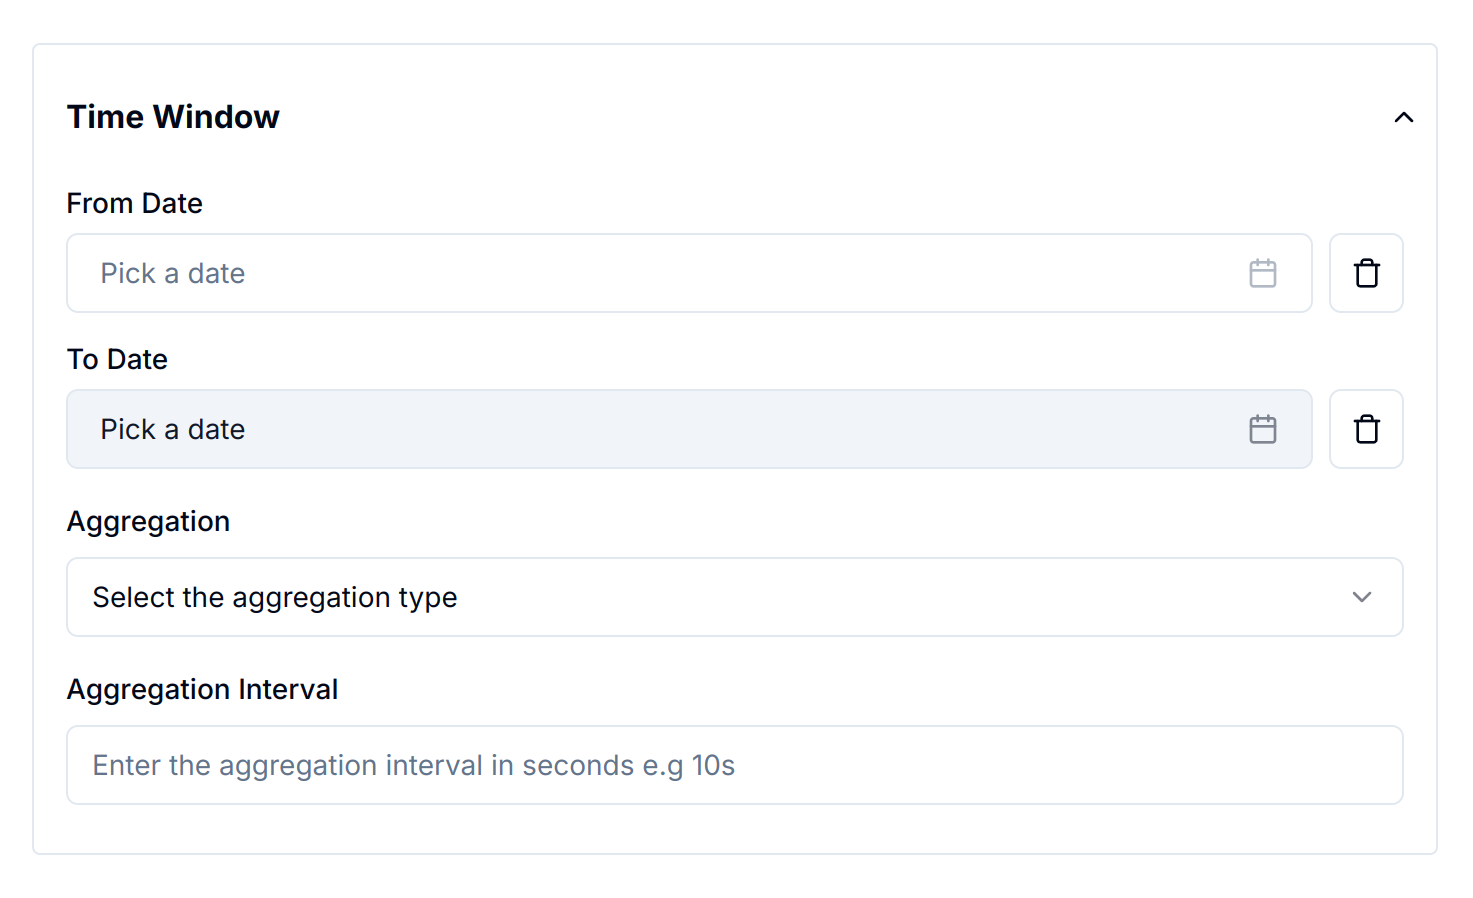 Time Window
From Date
Pick a date
To Date
Pick a date
Aggregation
Select the aggregation type
Aggregation Interval
Enter the aggregation interval in seconds e.g 10s